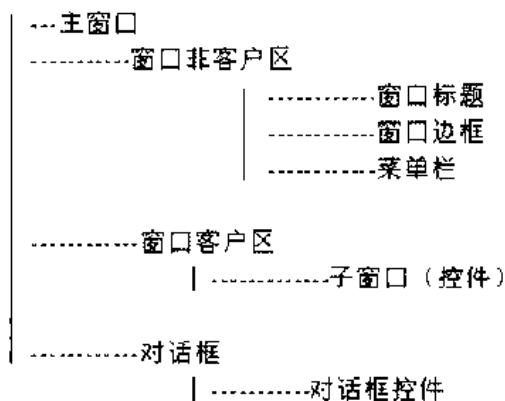 主窗口
窗口非客户区
窗口标题
窗口边框
菜单栏
窗口客户区
子窗口（控件）
对话框
对话框控件